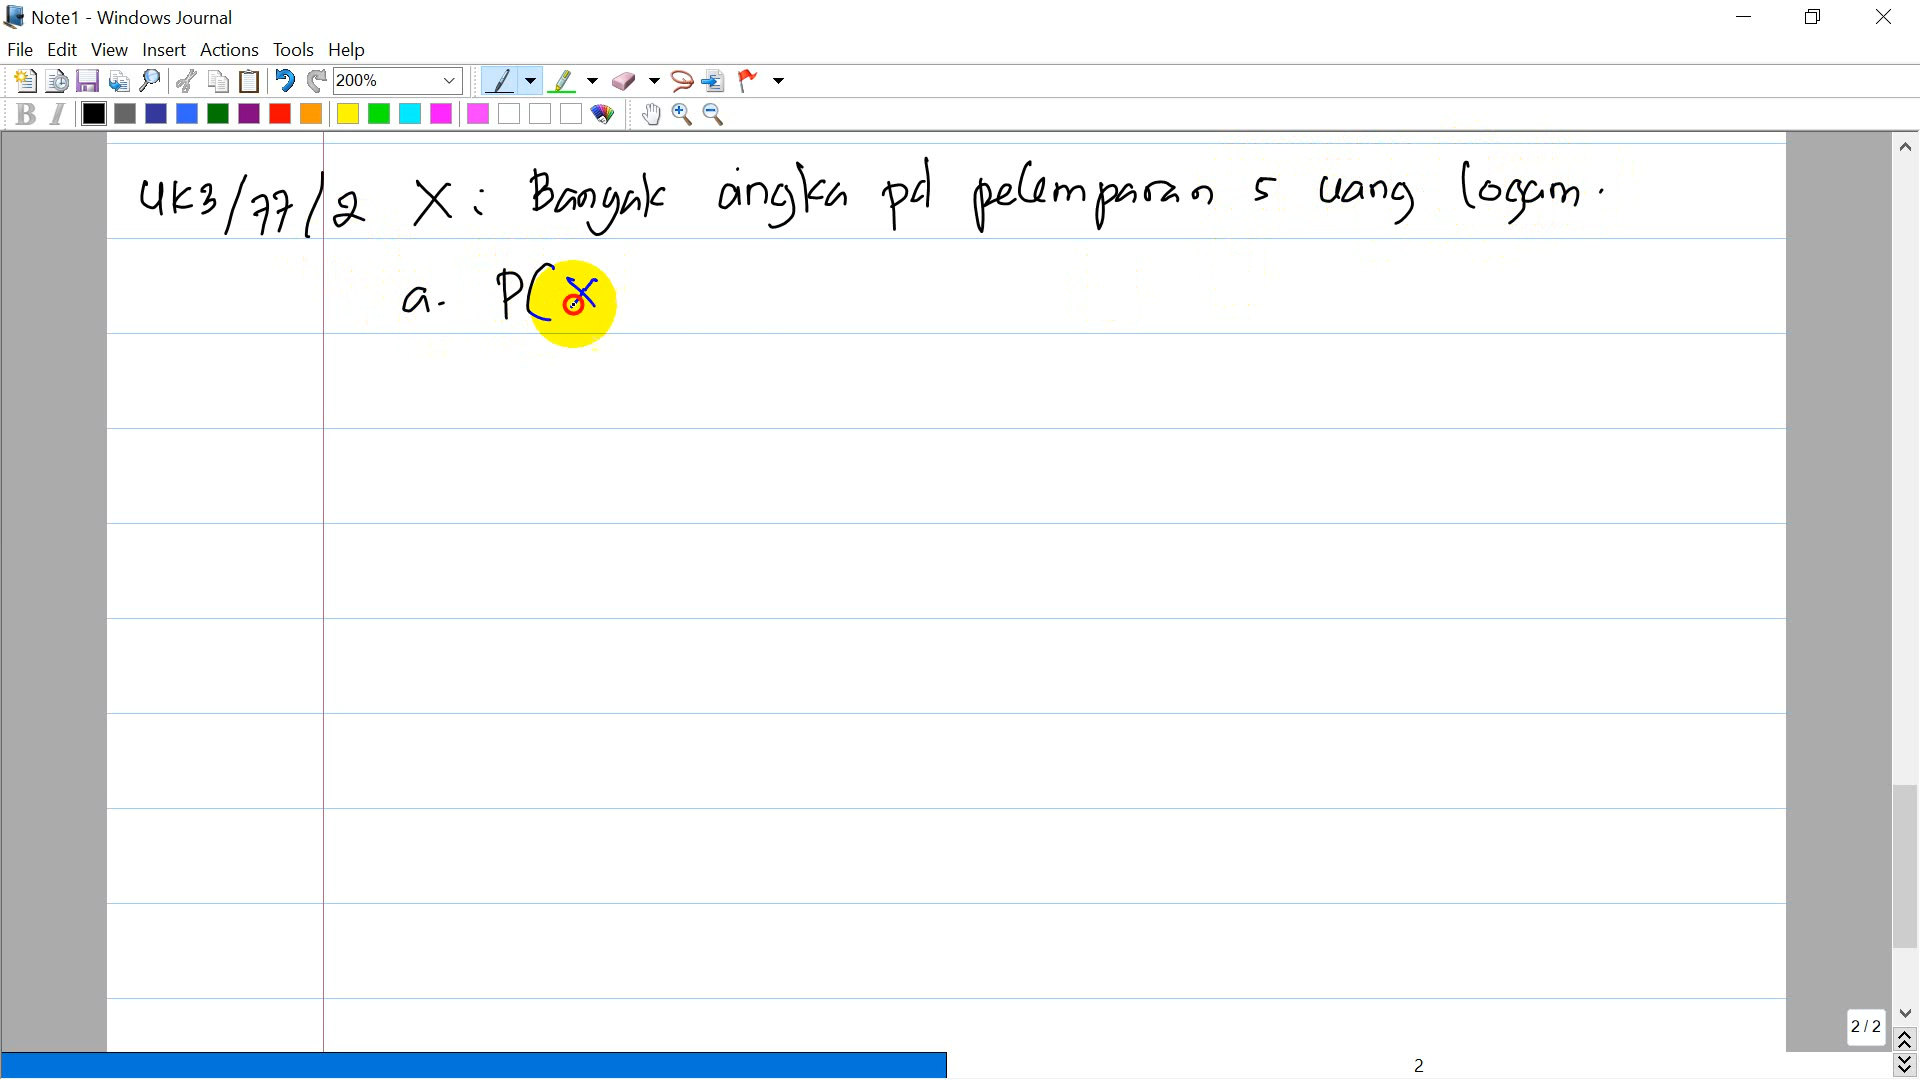 Note1 - Windows Journal
File Edit View Insert Actions Tools Help
200%
B I
UK3/77/2 X : Banyak angka pd pelemparan 5 uang logam.
a. P( X
2 / 2
2